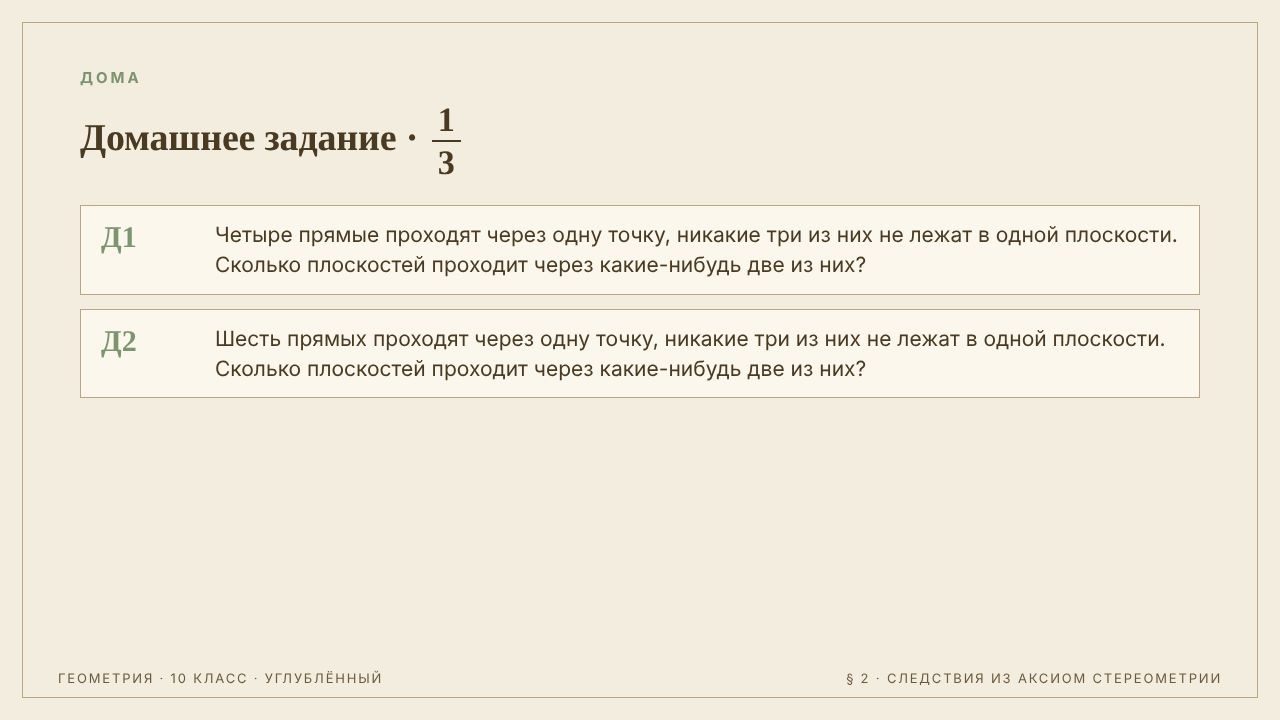 ДОМА
Домашнее задание · 1/3
Д1
Четыре прямые проходят через одну точку, никакие три из них не лежат в одной плоскости.
Сколько плоскостей проходит через какие-нибудь две из них?
Д2
Шесть прямых проходят через одну точку, никакие три из них не лежат в одной плоскости.
Сколько плоскостей проходит через какие-нибудь две из них?
ГЕОМЕТРИЯ · 10 КЛАСС · УГЛУБЛЁННЫЙ
§ 2 · СЛЕДСТВИЯ ИЗ АКСИОМ СТЕРЕОМЕТРИИ